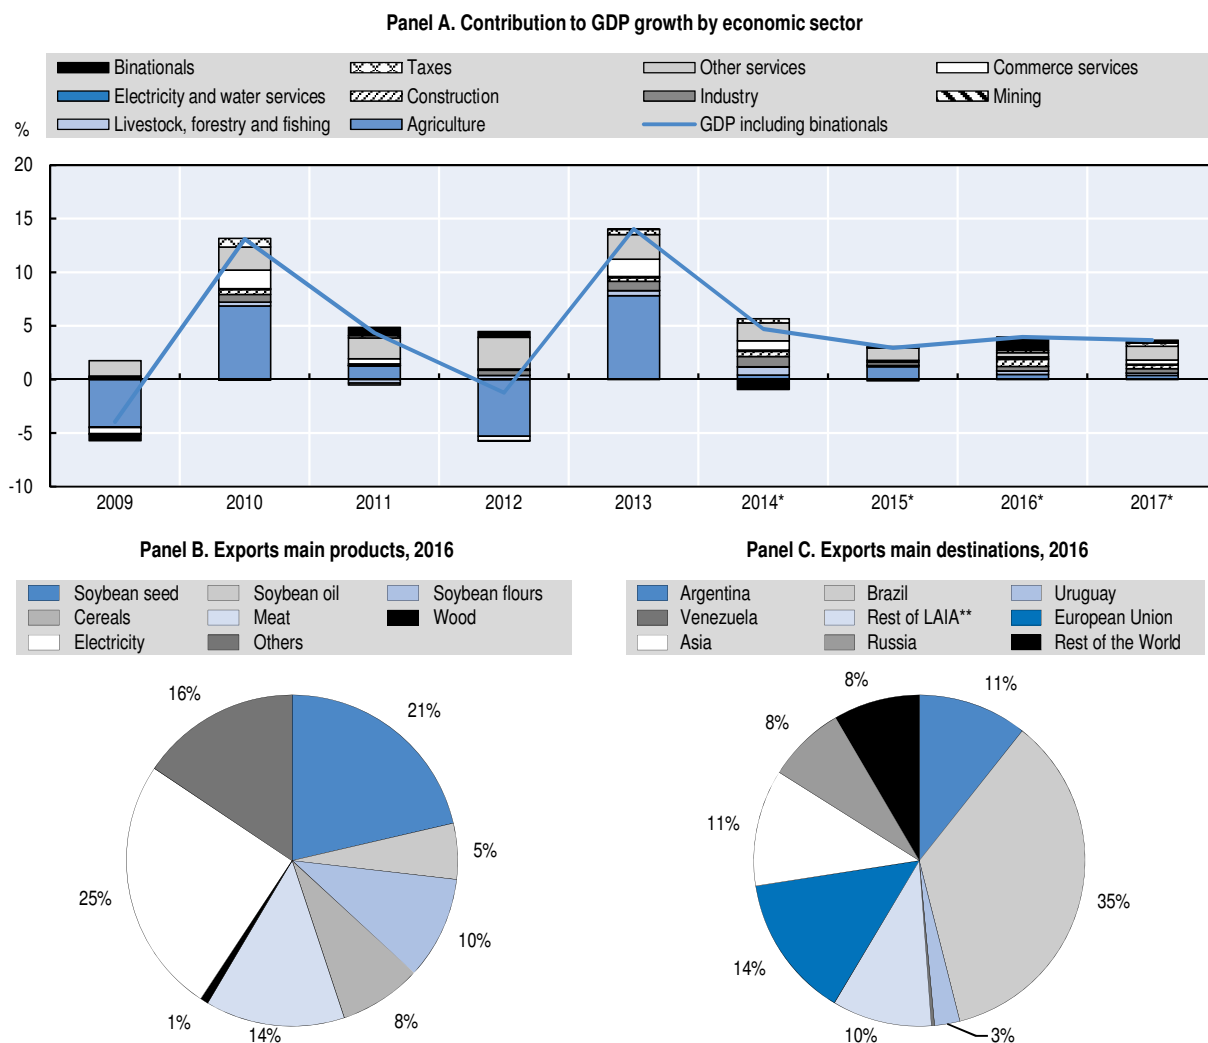 Panel A. Contribution to GDP growth by economic sector
Binationals Taxes Other services Commerce services
Electricity and water services Construction Industry Mining
Livestock, forestry and fishing Agriculture GDP including binationals
%
20
15
10
5
0
-5
-10
2009 2010 2011 2012 2013 2014* 2015* 2016* 2017*
Panel B. Exports main products, 2016
Soybean seed Soybean oil Soybean flours
Cereals Meat Wood
Electricity Others
16%
21%
5%
25%
10%
1%
14%
8%
Panel C. Exports main destinations, 2016
Argentina Brazil Uruguay
Venezuela Rest of LAIA** European Union
Asia Russia Rest of the World
8%
11%
8%
11%
35%
14%
10%
3%